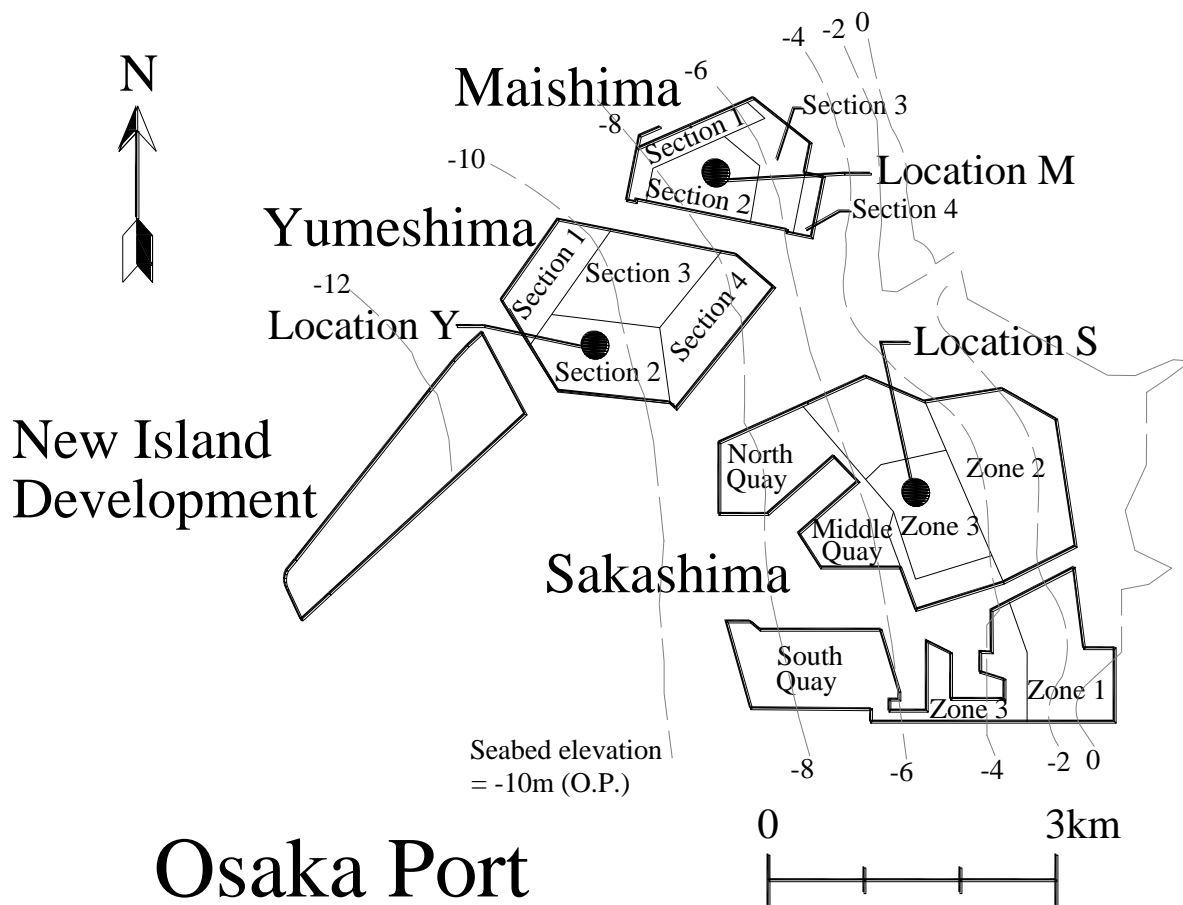 0
-2
-4
N
-6
Maishima
-8
Section 3
Section 1
-10
Location M
Section 2
Section 4
Yumeshima
Section 1
Section 3
-12
Section 4
Location Y
Location S
Section 2
New Island
Development
North
Quay
Zone 2
Middle
Quay
Zone 3
Sakashima
South
Quay
Zone 1
Zone 3
Seabed elevation
= -10m (O.P.)
-8
-6
-4
-2
0
0
3km
Osaka Port